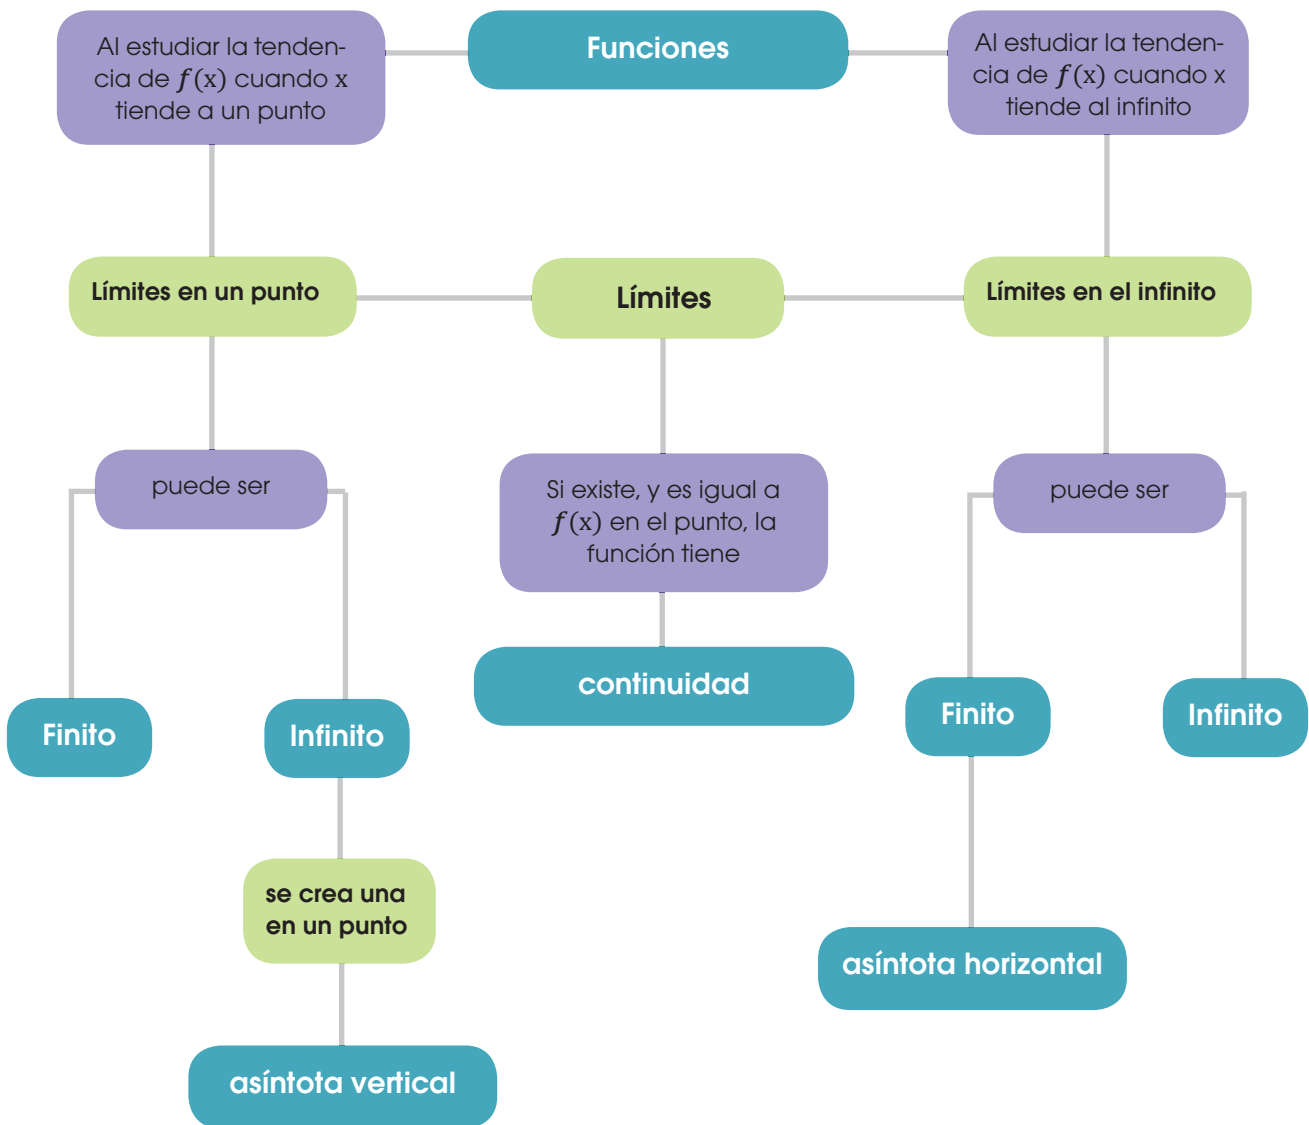 Al estudiar la tenden-
cia de f(x) cuando x
tiende a un punto
Funciones
Al estudiar la tenden-
cia de f(x) cuando x
tiende al infinito
Límites en un punto
Límites
Límites en el infinito
puede ser
Si existe, y es igual a
f(x) en el punto, la
función tiene
puede ser
continuidad
Finito
Infinito
Finito
Infinito
se crea una
en un punto
asíntota horizontal
asíntota vertical